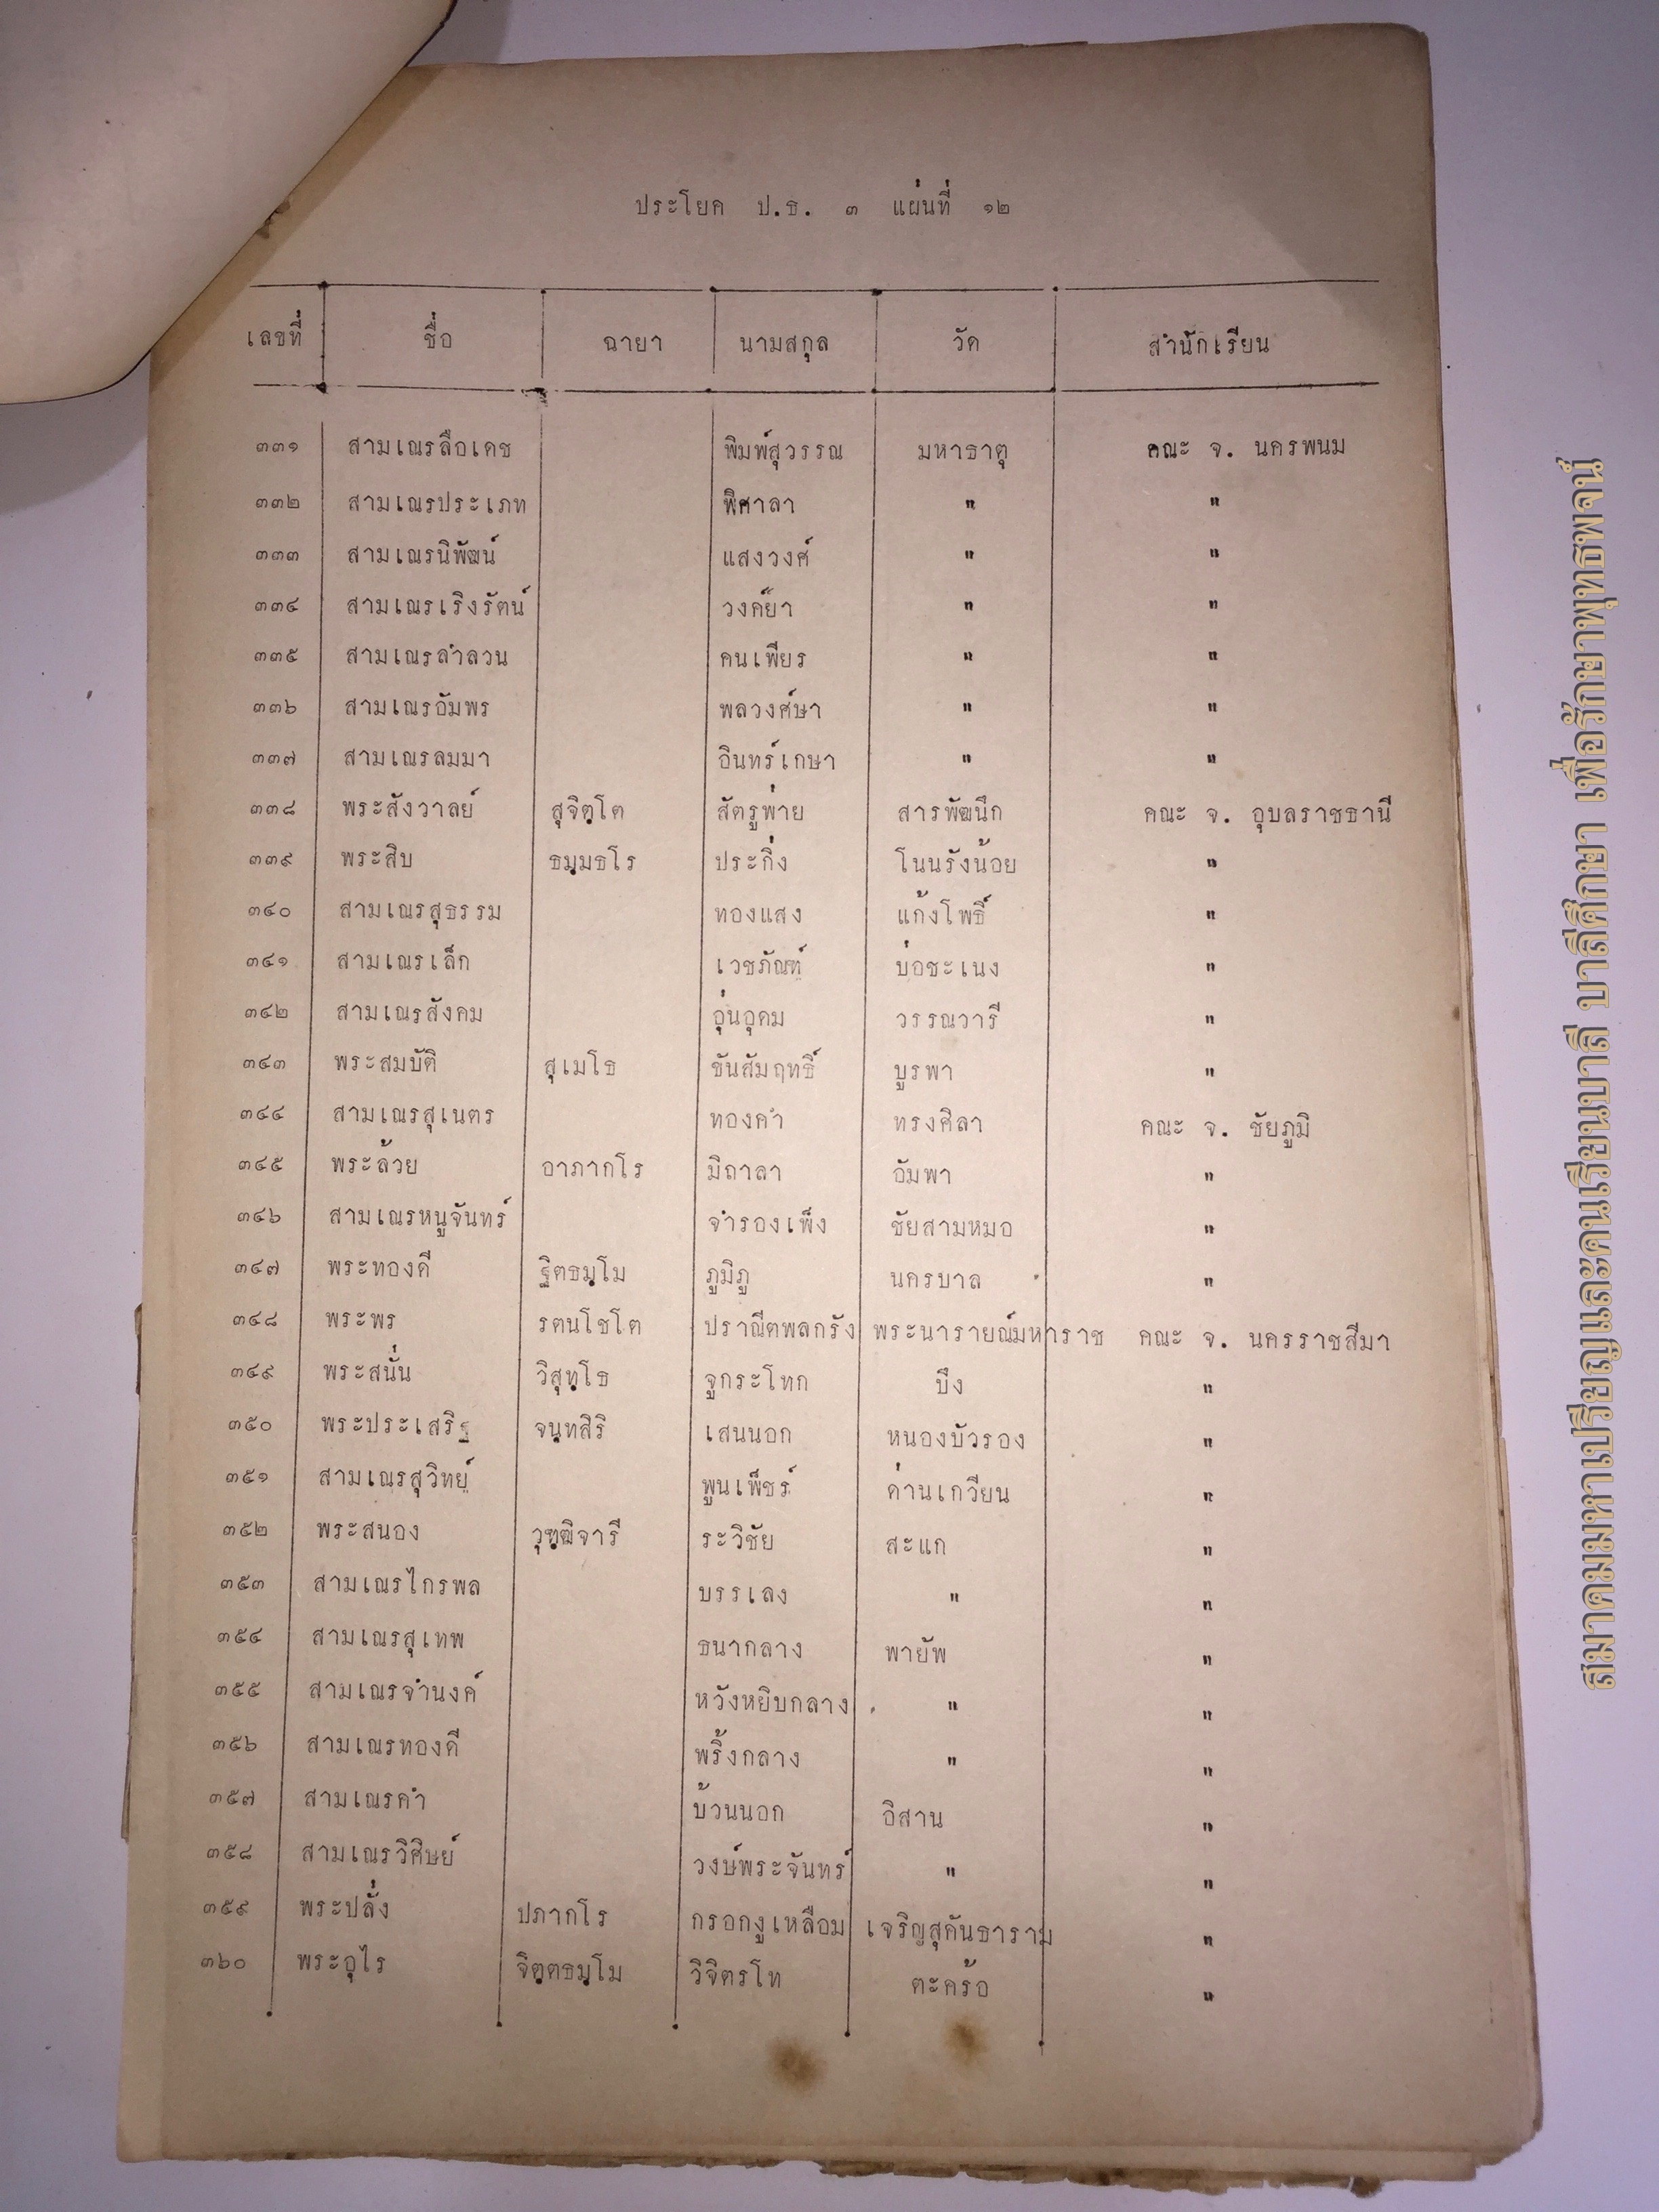 ประโยค ป.ธ. ๓ แผ่นที่ ๑๒
เลขที่ ชื่อ ฉายา นามสกุล วัด สำนักเรียน
๓๓๑ สามเณรลือเดช พิมพ์สุวรรณ มหาธาตุ คณะ จ. นครพนม
๓๓๒ สามเณรประเภท พิศาลา " "
๓๓๓ สามเณรนิพัฒน์ แสงวงศ์ " "
๓๓๔ สามเณรเริงรัตน์ วงค์ยา " "
๓๓๕ สามเณรลำลวน คนเพียร " "
๓๓๖ สามเณรอัมพร พลวงศ์ษา " "
๓๓๗ สามเณรลมมา อินทร์เกษา " "
๓๓๘ พระสังวาลย์ สุจิตฺโต สัตรูพ่าย สารพัฒนึก คณะ จ. อุบลราชธานี
๓๓๙ พระสิบ ธมฺมธโร ประกิ่ง โนนรังน้อย "
๓๔๐ สามเณรสุธรรม ทองแสง แก้งโพธิ์ "
๓๔๑ สามเณรเล็ก เวชภัณฑ์ บ่อชะเนง "
๓๔๒ สามเณรสังคม อุ่นอุดม วรรณวารี "
๓๔๓ พระสมบัติ สุเมโธ ขันสัมฤทธิ์ บูรพา "
๓๔๔ สามเณรสุเนตร ทองคำ ทรงศิลา คณะ จ. ชัยภูมิ
๓๔๕ พระล้วย อาภากโร มิถาลา อัมพา "
๓๔๖ สามเณรหนูจันทร์ จำรองเพ็ง ชัยสามหมอ "
๓๔๗ พระทองดี ฐิตธมฺโม ภูมิภู นครบาล "
๓๔๘ พระพร รตนโชโต ปราณีตพลกรัง พระนารายณ์มหาราช คณะ จ. นครราชสีมา
๓๔๙ พระสนั่น วิสุทฺโธ จูกระโทก บึง "
๓๕๐ พระประเสริฐ จนฺทสิริ เสนนอก หนองบัวรอง "
๓๕๑ สามเณรสุวิทย์ พูนเพ็ชร์ ด่านเกวียน "
๓๕๒ พระสนอง วุฑฺฒิจารี ระวิชัย สะแก "
๓๕๓ สามเณรไกรพล บรรเลง " "
๓๕๔ สามเณรสุเทพ ธนากลาง พายัพ "
๓๕๕ สามเณรจำนงค์ หวังหยิบกลาง " "
๓๕๖ สามเณรทองดี พริ้งกลาง " "
๓๕๗ สามเณรคำ บ้วนนอก อิสาน "
๓๕๘ สามเณรวิศิษย์ วงษ์พระจันทร์ " "
๓๕๙ พระปลั่ง ปภากโร กรอกงูเหลือม เจริญสุคันธาราม "
๓๖๐ พระอุไร จิตฺตธมฺโม วิจิตรโท ตะคร้อ "
สมาคมมหาเปรียญและคนเรียนบาลี บาลีศึกษา เพื่อรักษาพุทธพจน์